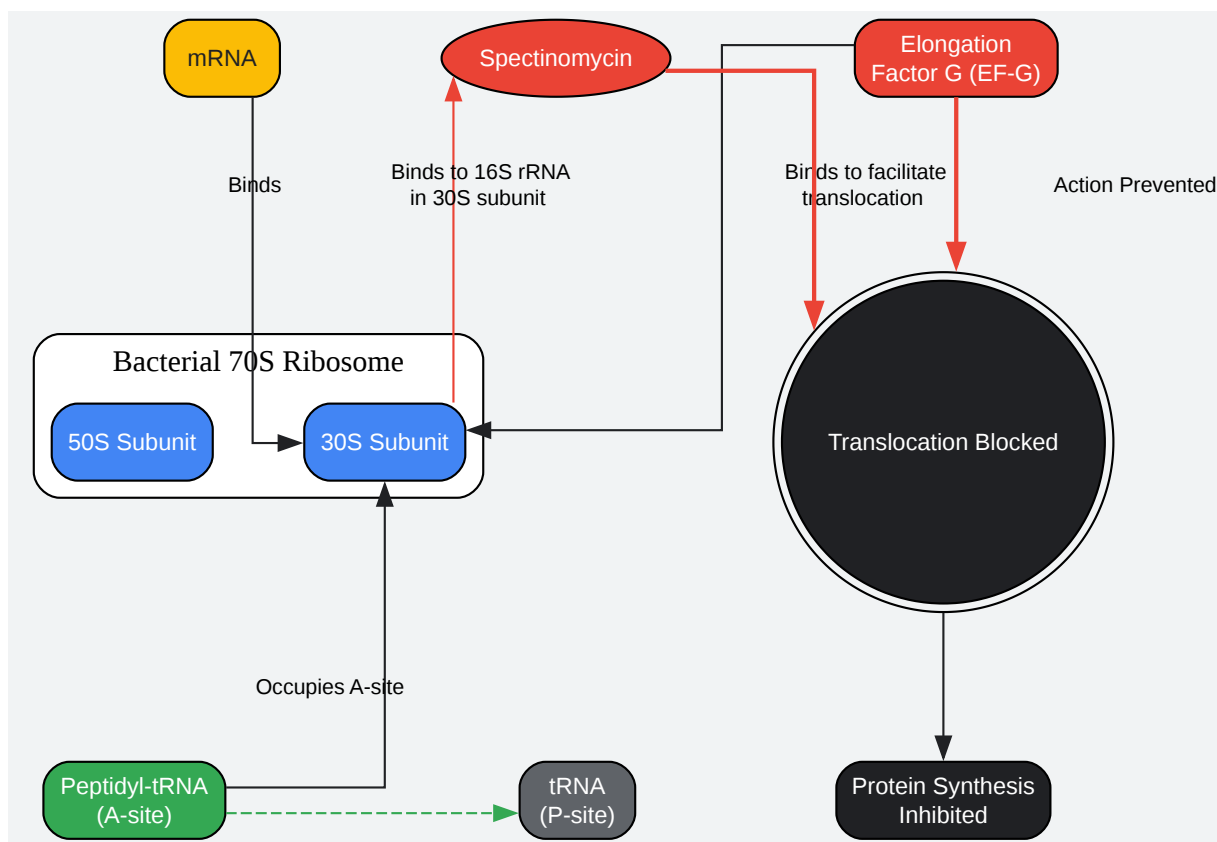 mRNA
Spectinomycin
Elongation
Factor G (EF-G)
Binds
Binds to 16S rRNA
in 30S subunit
Binds to facilitate
translocation
Action Prevented
Bacterial 70S Ribosome
50S Subunit
30S Subunit
Translocation Blocked
Occupies A-site
Peptidyl-tRNA
(A-site)
tRNA
(P-site)
Protein Synthesis
Inhibited